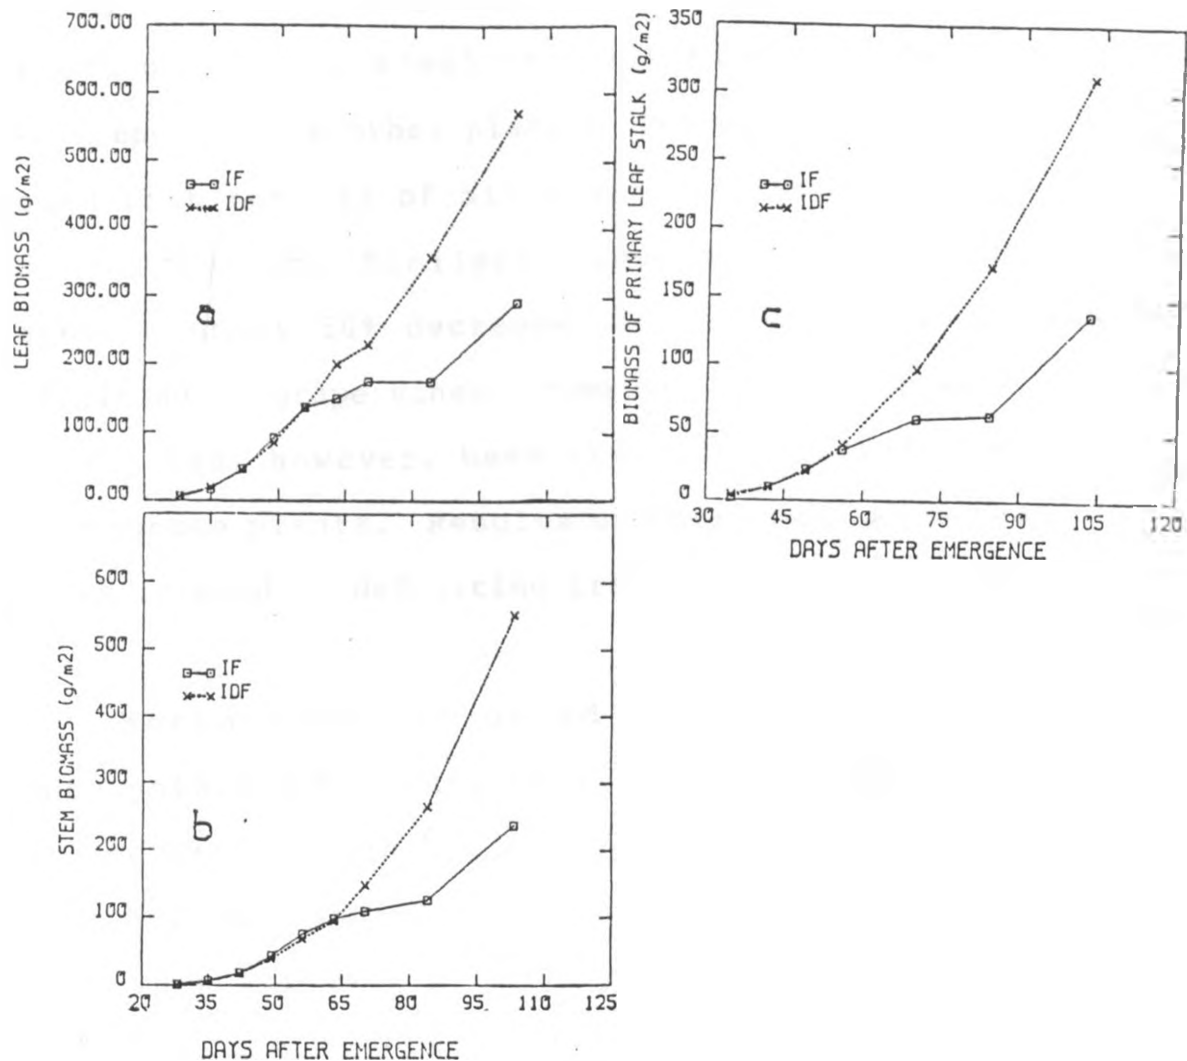 700.00
600.00
500.00
400.00
300.00
200.00
100.00
0.00
LEAF BIOMASS (g/m2)
IF
IDF
a
600
500
400
300
200
100
0
STEM BIOMASS (g/m2)
IF
IDF
b
20 35 50 65 80 95 110 125
DAYS AFTER EMERGENCE
350
300
250
200
150
100
50
0
BIOMASS OF PRIMARY LEAF STALK (g/m2)
IF
IDF
c
30 45 60 75 90 105 120
DAYS AFTER EMERGENCE